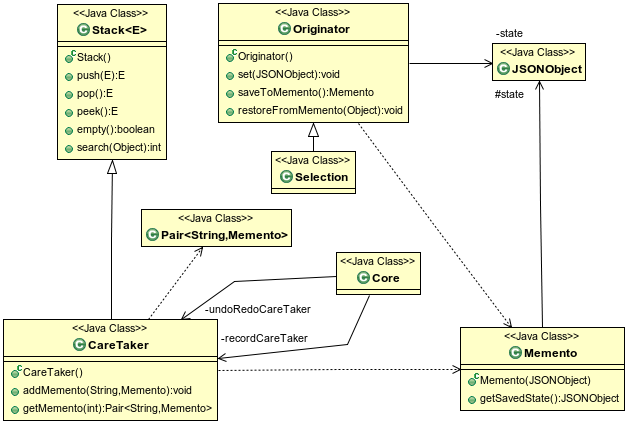 <<Java Class>>
Stack<E>
Stack()
push(E):E
pop():E
peek():E
empty():boolean
search(Object):int
<<Java Class>>
Originator
Originator()
set(JSONObject):void
saveToMemento():Memento
restoreFromMemento(Object):void
-state
<<Java Class>>
JSONObject
#state
<<Java Class>>
Selection
<<Java Class>>
Pair<String,Memento>
<<Java Class>>
Core
-undoRedoCareTaker
-recordCareTaker
<<Java Class>>
CareTaker
CareTaker()
addMemento(String,Memento):void
getMemento(int):Pair<String,Memento>
<<Java Class>>
Memento
Memento(JSONObject)
getSavedState():JSONObject